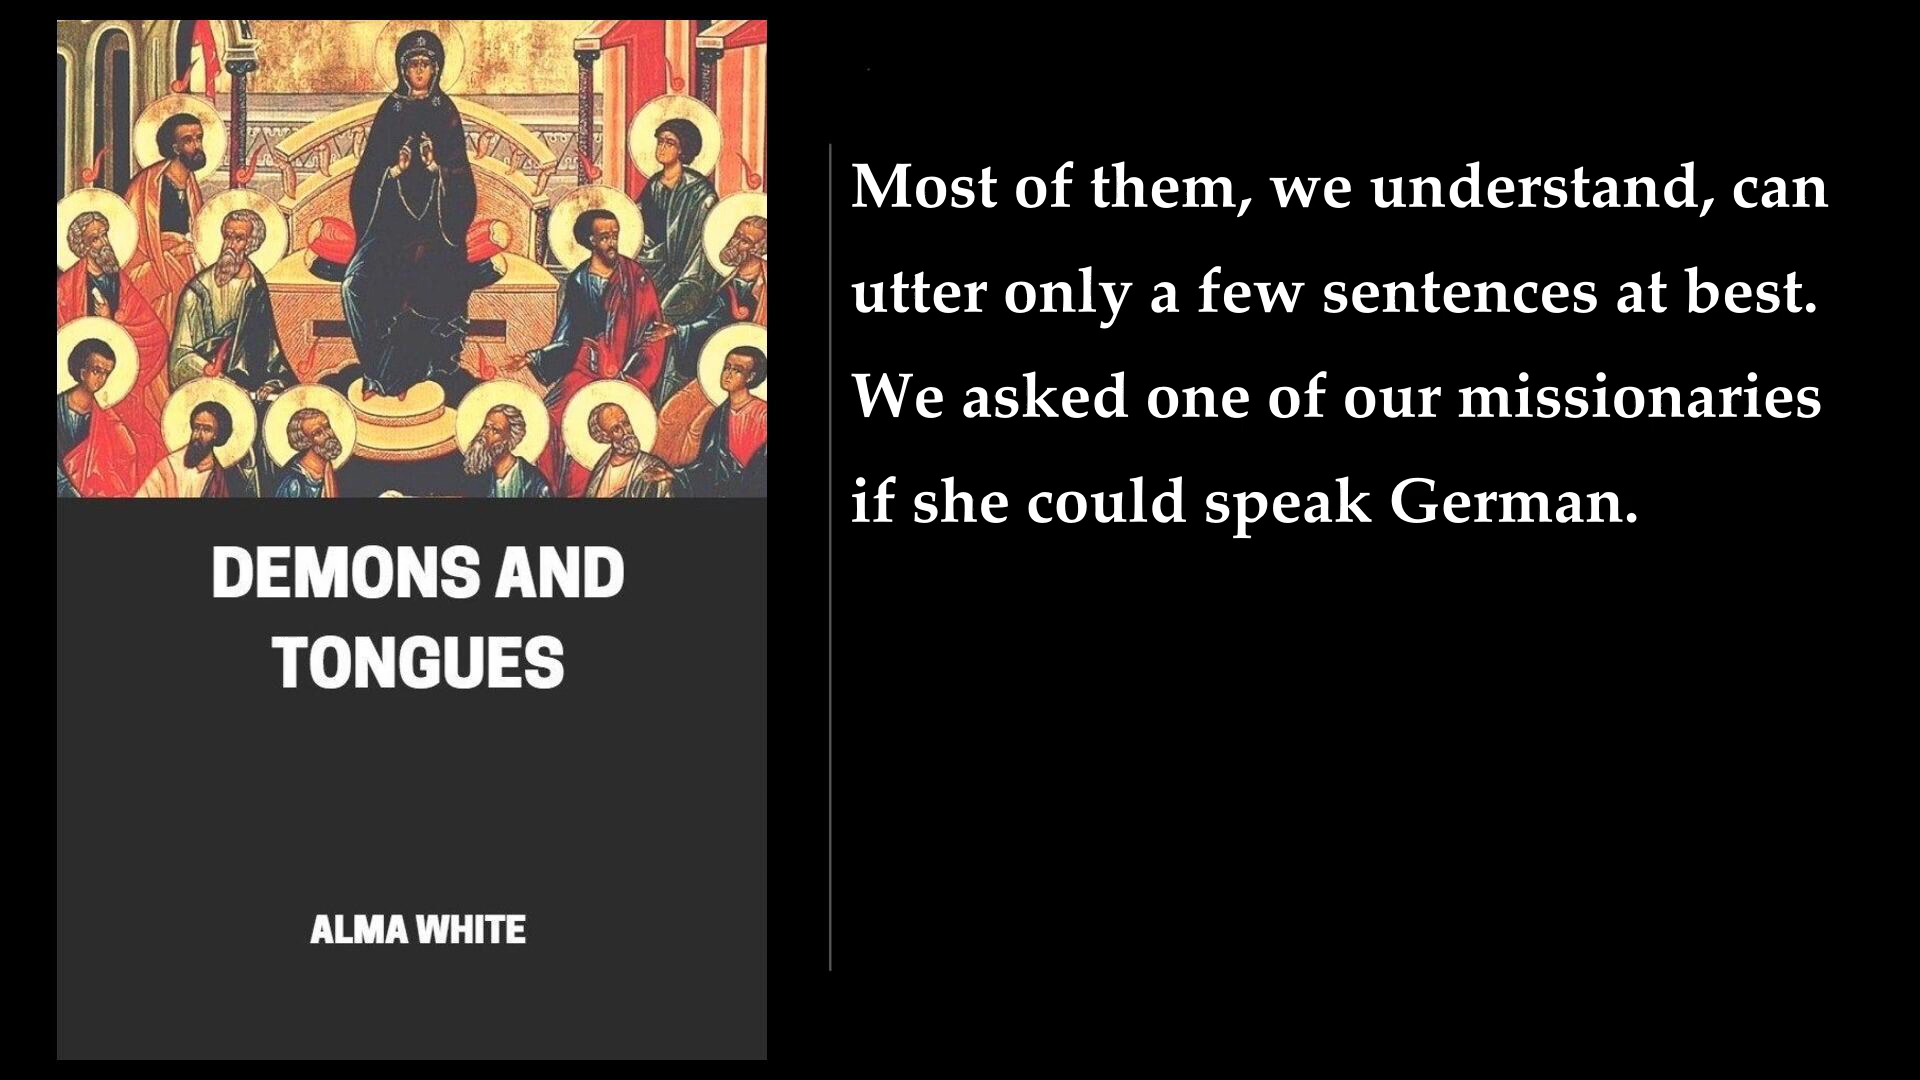 DEMONS AND
TONGUES
ALMA WHITE
Most of them, we understand, can
utter only a few sentences at best.
We asked one of our missionaries
if she could speak German.